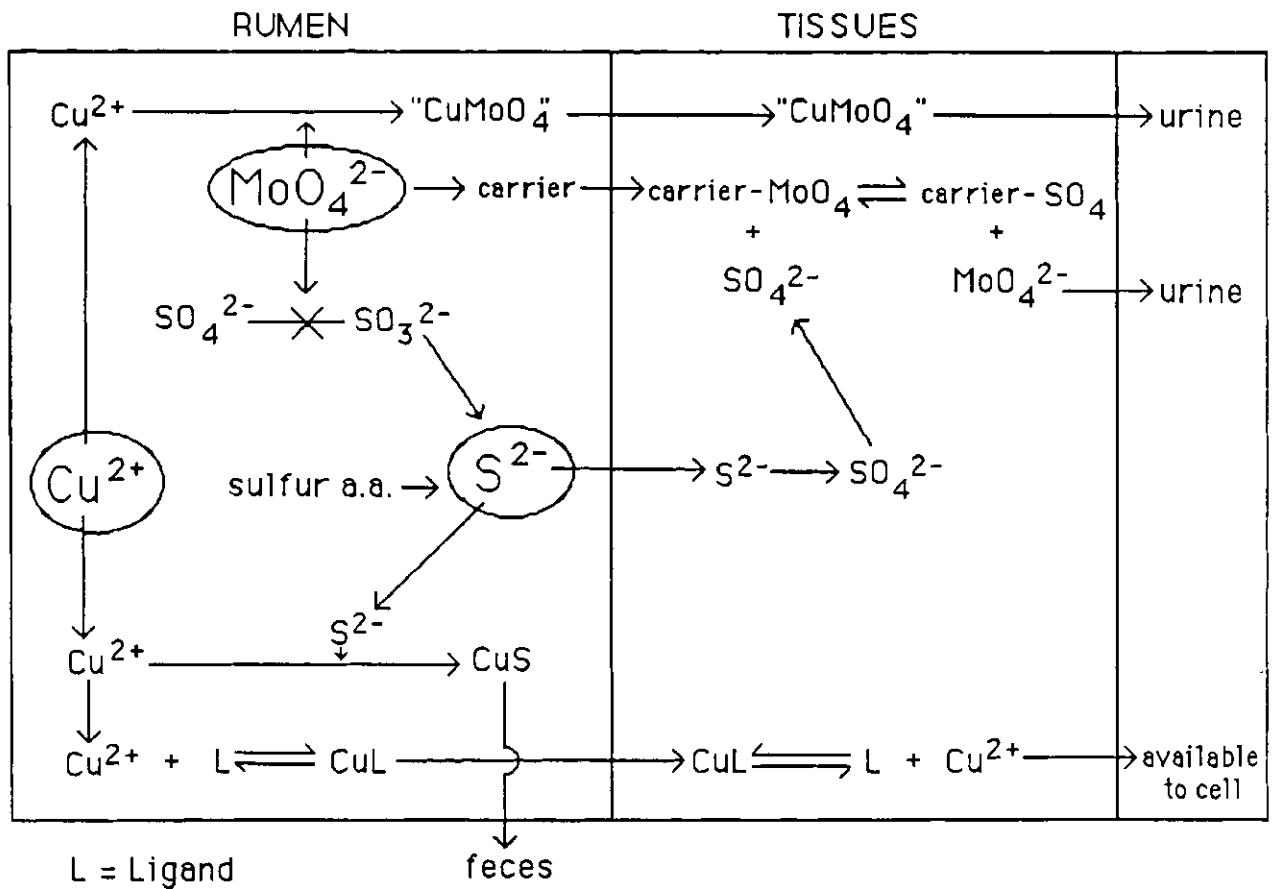 RUMEN TISSUES
Cu²⁺ "CuMoO₄" "CuMoO₄" urine
MoO₄²⁻ carrier carrier-MoO₄ ⇌ carrier-SO₄
+ +
SO₄²⁻ MoO₄²⁻ urine
SO₄²⁻ SO₃²⁻
Cu²⁺ sulfur a.a. S²⁻ S²⁻ SO₄²⁻
S²⁻
Cu²⁺ CuS
Cu²⁺ + L ⇌ CuL CuL ⇌ L + Cu²⁺ available
to cell
L = Ligand feces